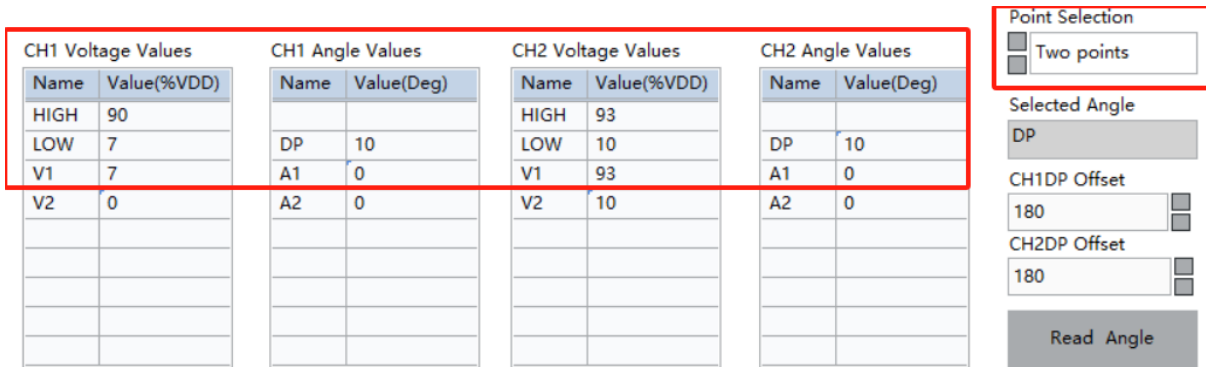 Point Selection
Two points
CH1 Voltage Values CH1 Angle Values CH2 Voltage Values CH2 Angle Values
Name Value(%VDD) Name Value(Deg) Name Value(%VDD) Name Value(Deg)
HIGH 90 HIGH 93
LOW 7 DP 10 LOW 10 DP 10
V1 7 A1 0 V1 93 A1 0
V2 0 A2 0 V2 10 A2 0
Selected Angle
DP
CH1DP Offset
180
CH2DP Offset
180
Read Angle